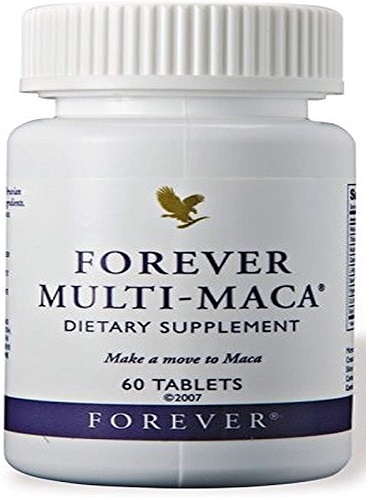 FOREVER
MULTI-MACA®
DIETARY SUPPLEMENT
Make a move to Maca
60 TABLETS
©2007
FOREVER®